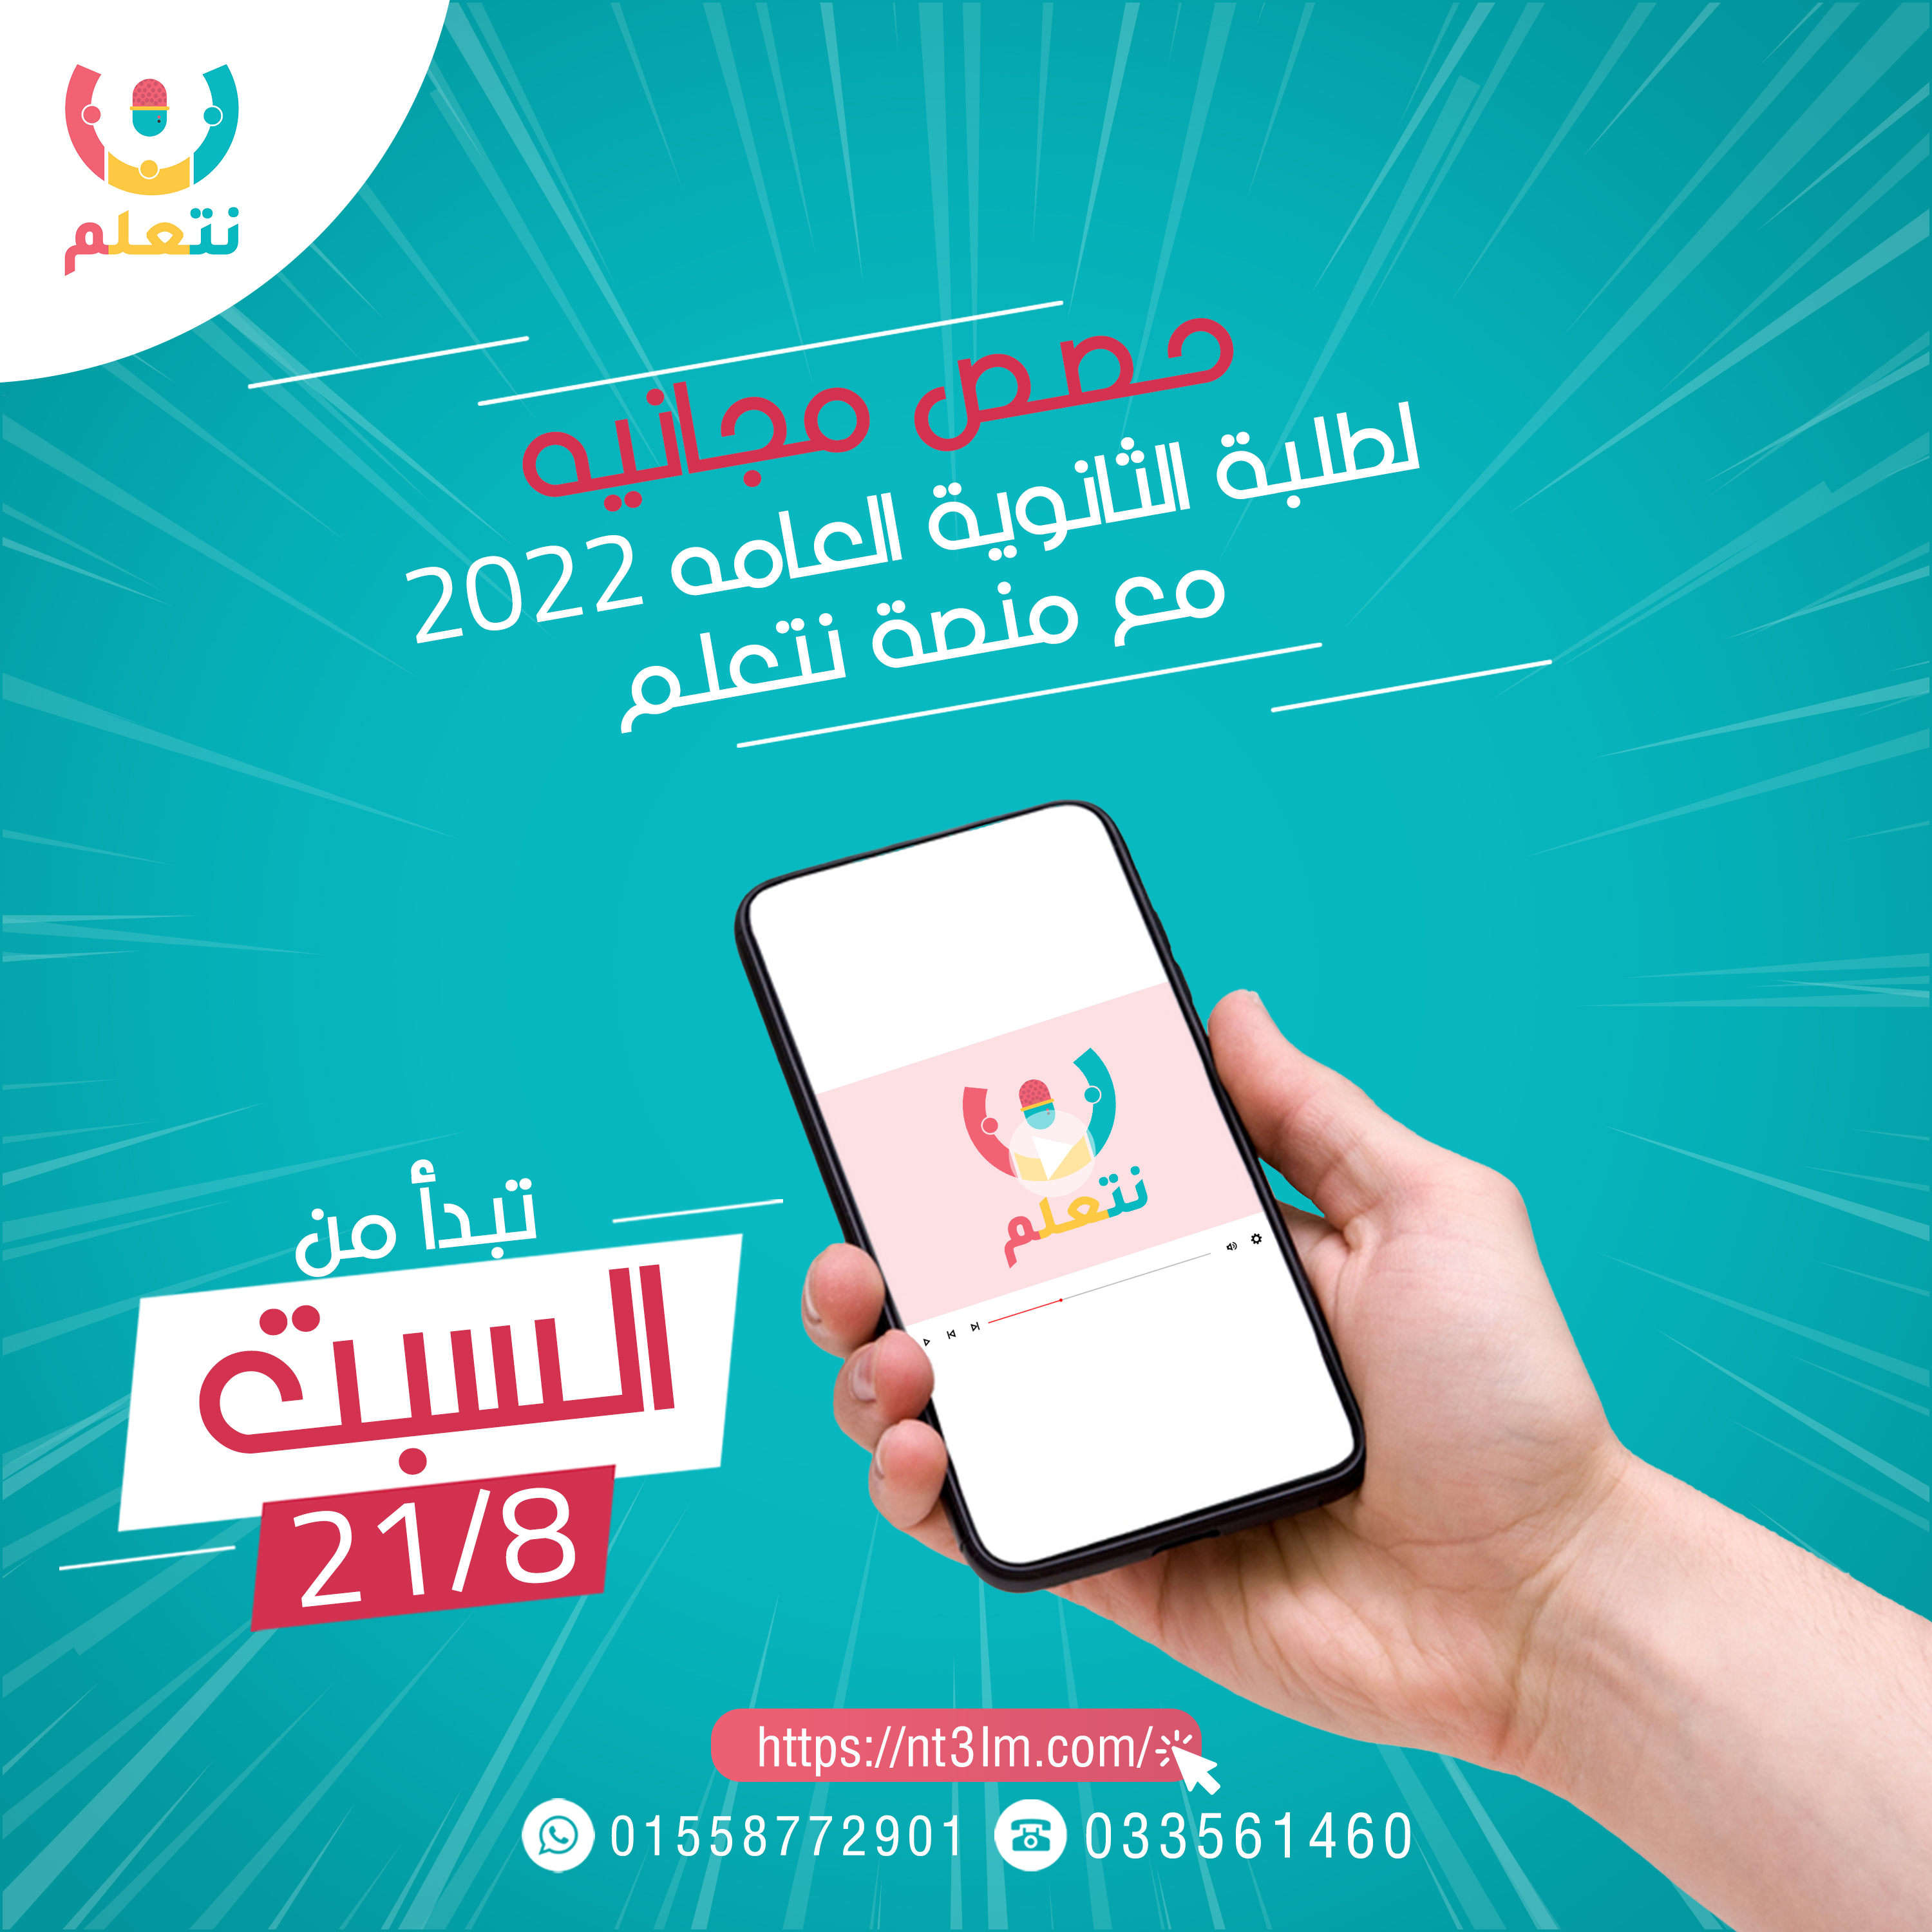 نتعلم
حصص مجانيه
لطلبة الثانوية العامه 2022
مع منصة نتعلم
نتعلم
تبدأ من
السبت
21/8
https://nt3lm.com/
01558772901
033561460